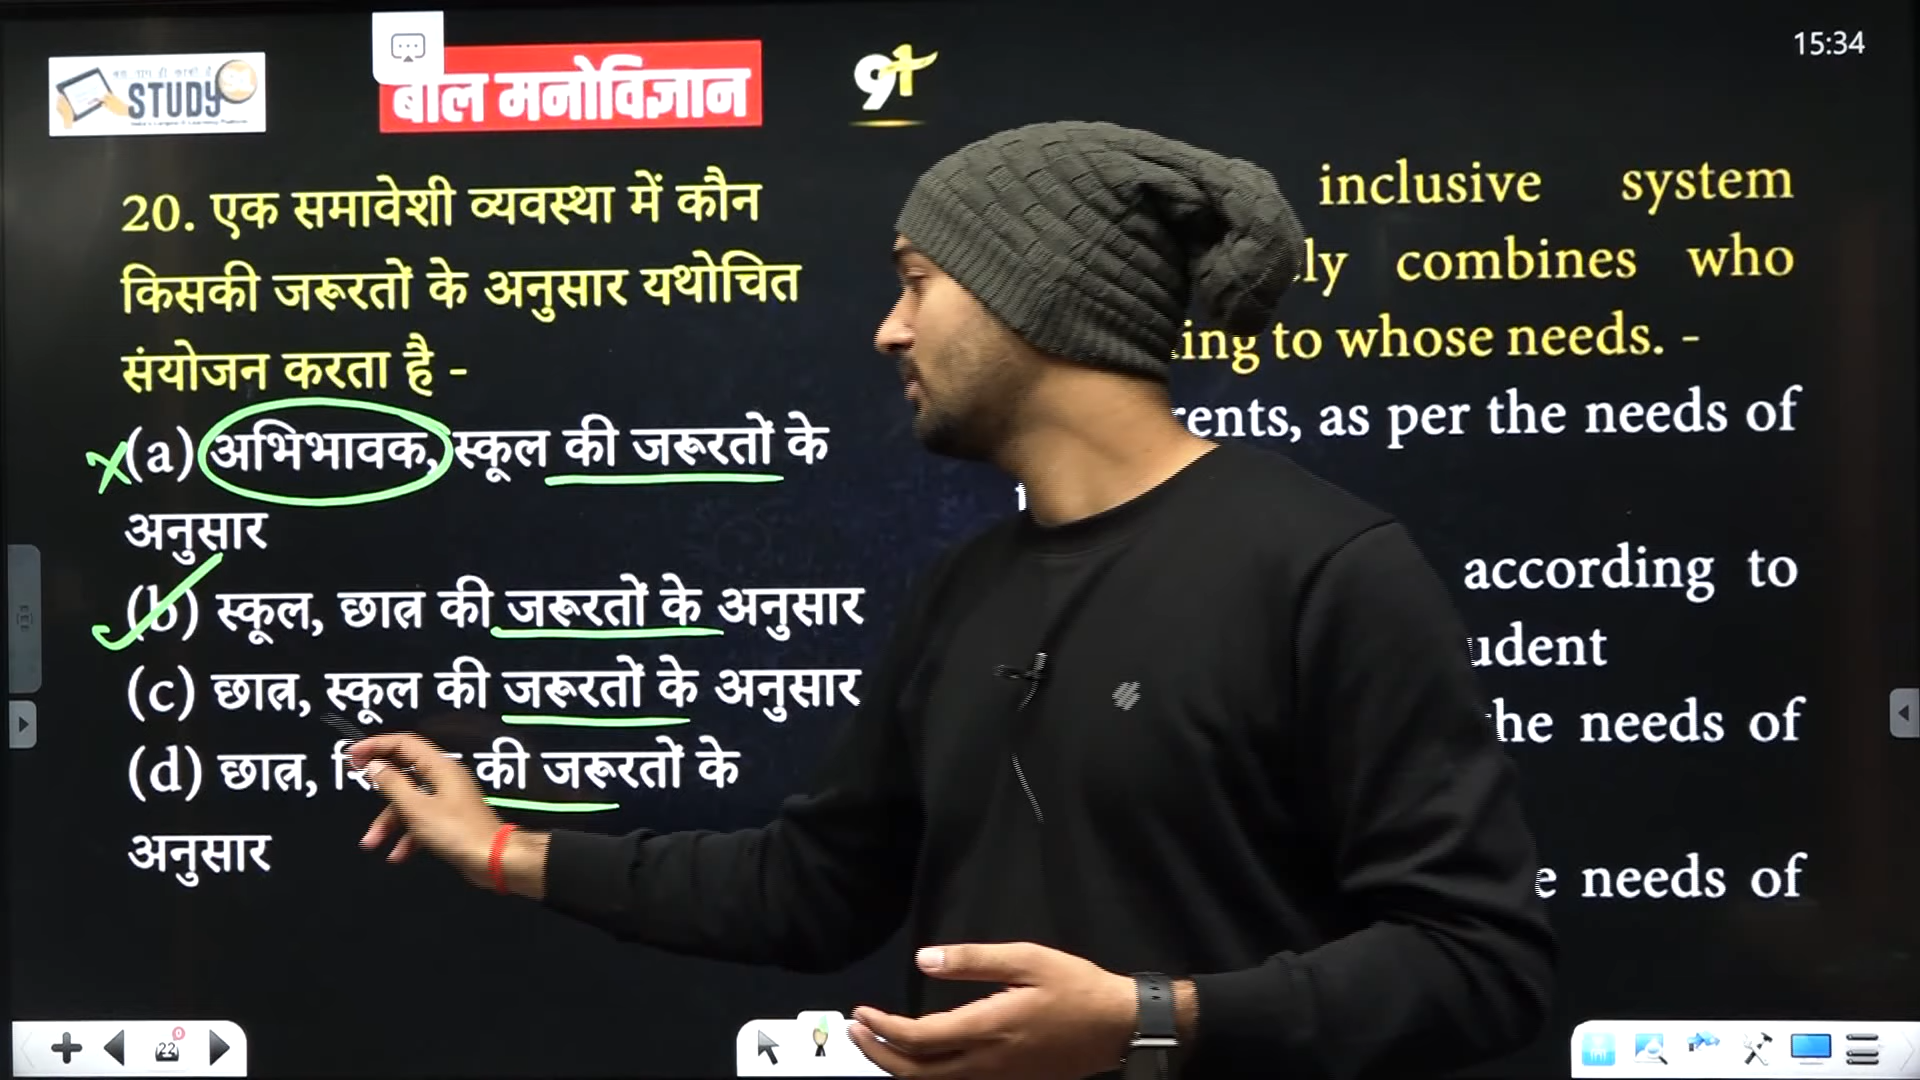 15:34
STUDY
बाल मनोविज्ञान
91
20. एक समावेशी व्यवस्था में कौन
किसकी जरूरतों के अनुसार यथोचित
संयोजन करता है -
(a) अभिभावक, स्कूल की जरूरतों के
अनुसार
(b) स्कूल, छात्र की जरूरतों के अनुसार
(c) छात्र, स्कूल की जरूरतों के अनुसार
(d) छात्र, की जरूरतों के
अनुसार
inclusive system
combines who
to whose needs. -
as per the needs of
according to
needs of
needs of
22